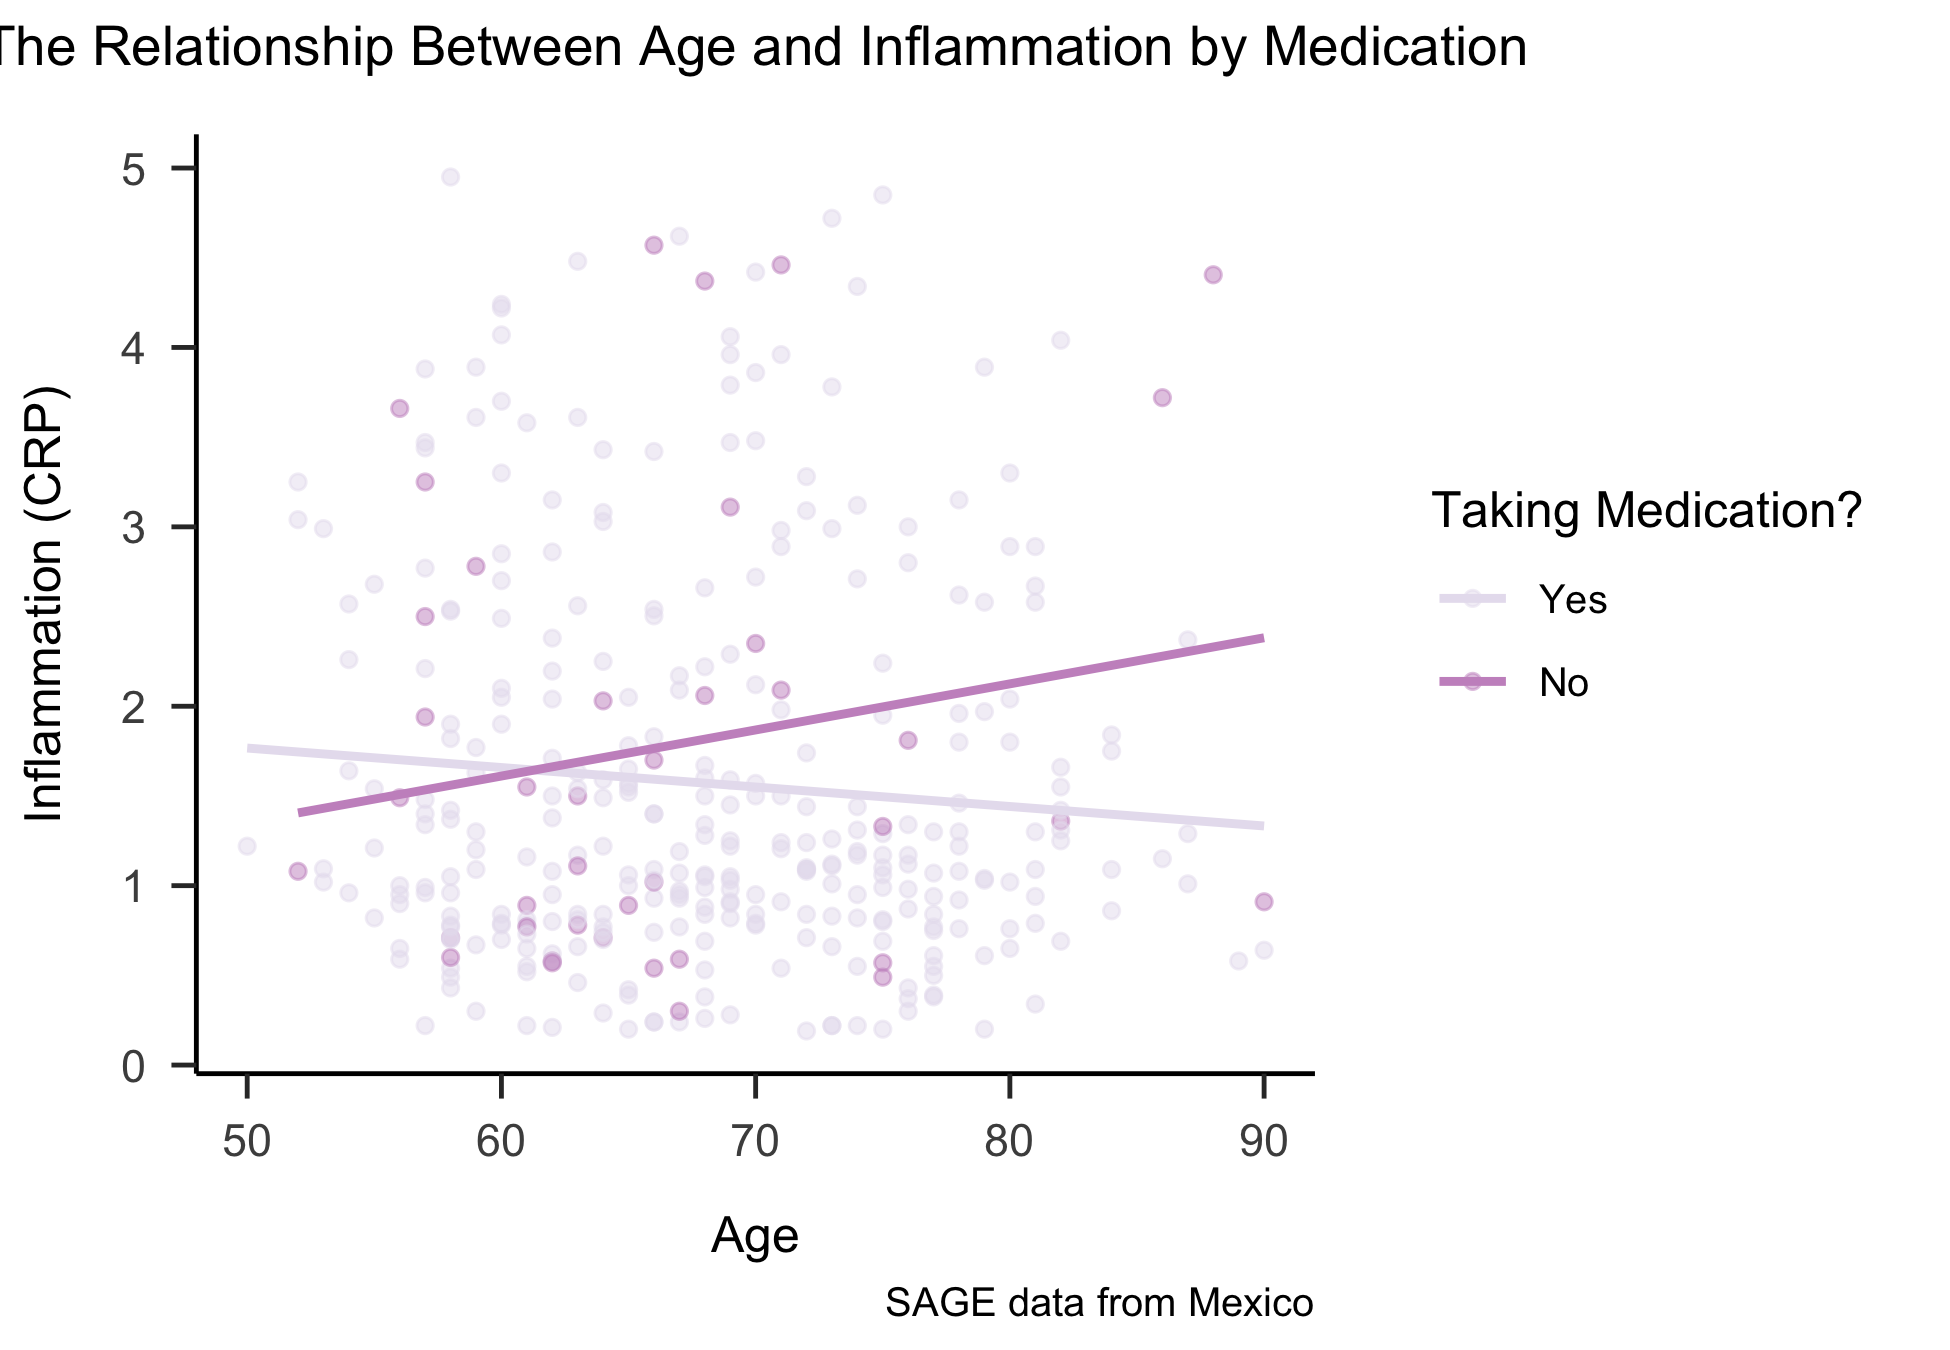 The Relationship Between Age and Inflammation by Medication
5
4
3
2
1
0
Inflammation (CRP)
50 60 70 80 90
Age
Taking Medication?
Yes
No
SAGE data from Mexico